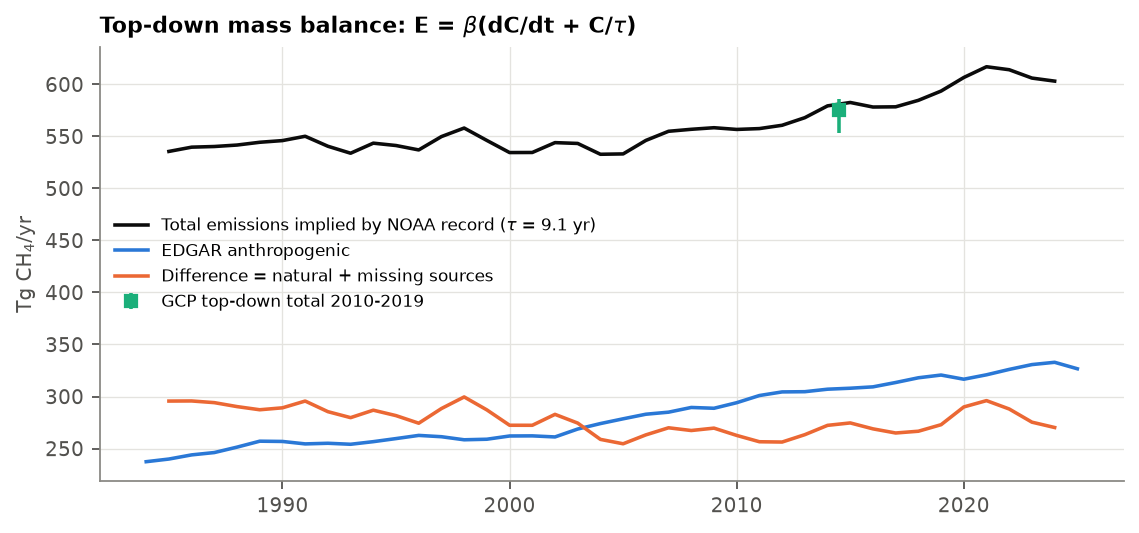 Top-down mass balance: E = β(dC/dt + C/τ)
Tg CH₄/yr
600
550
500
450
400
350
300
250
Total emissions implied by NOAA record (τ = 9.1 yr)
EDGAR anthropogenic
Difference = natural + missing sources
GCP top-down total 2010-2019
1990
2000
2010
2020